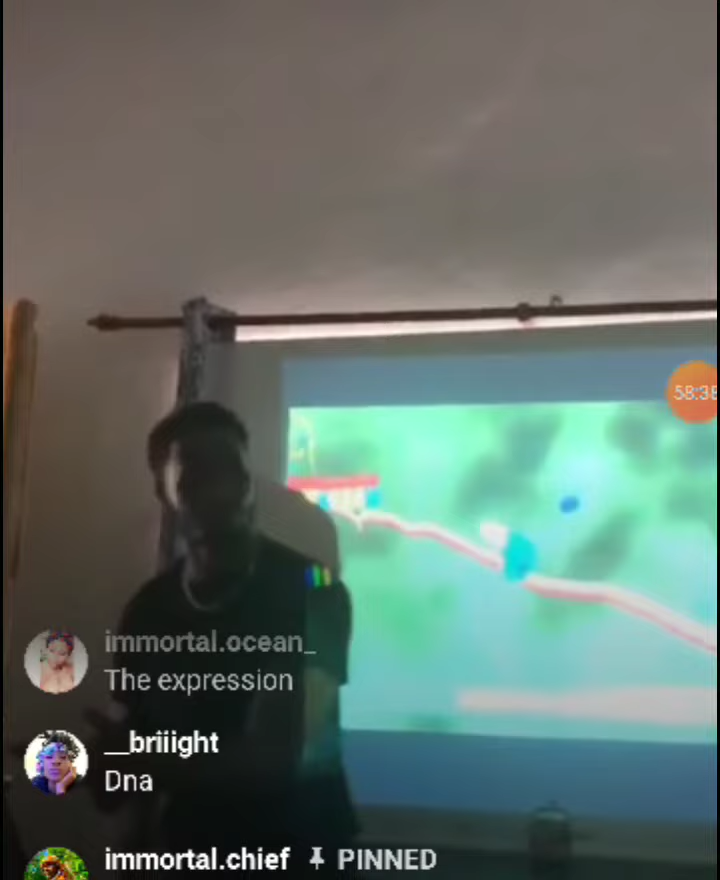 58:38
immortal.ocean_
The expression
__briiight
Dna
immortal.chief PINNED